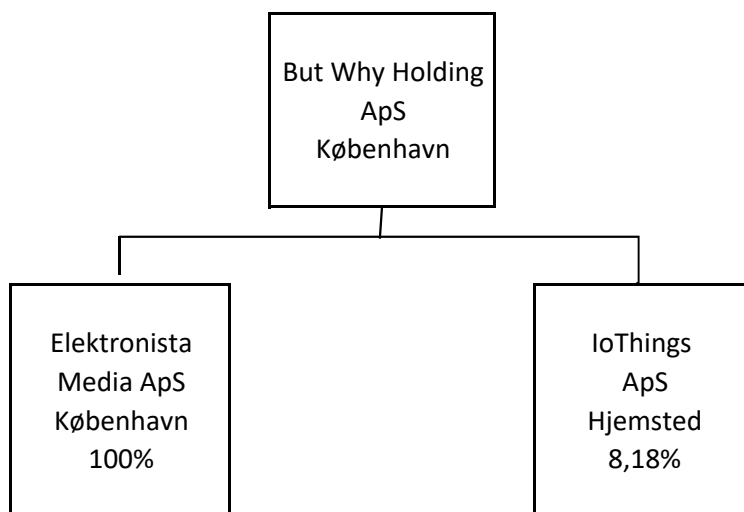 But Why Holding
ApS
København
Elektronista
Media ApS
København
100%
IoThings
ApS
Hjemsted
8,18%